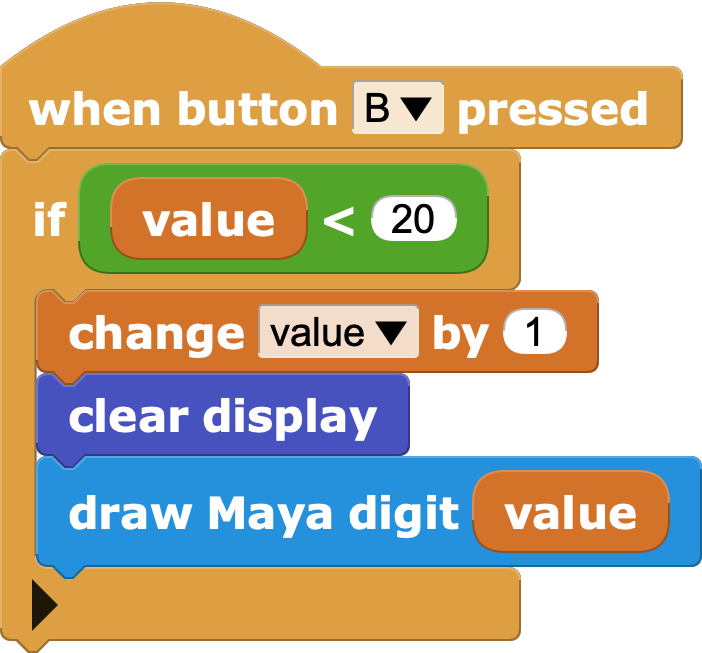 when button B ▼ pressed
if value < 20
change value ▼ by 1
clear display
draw Maya digit value